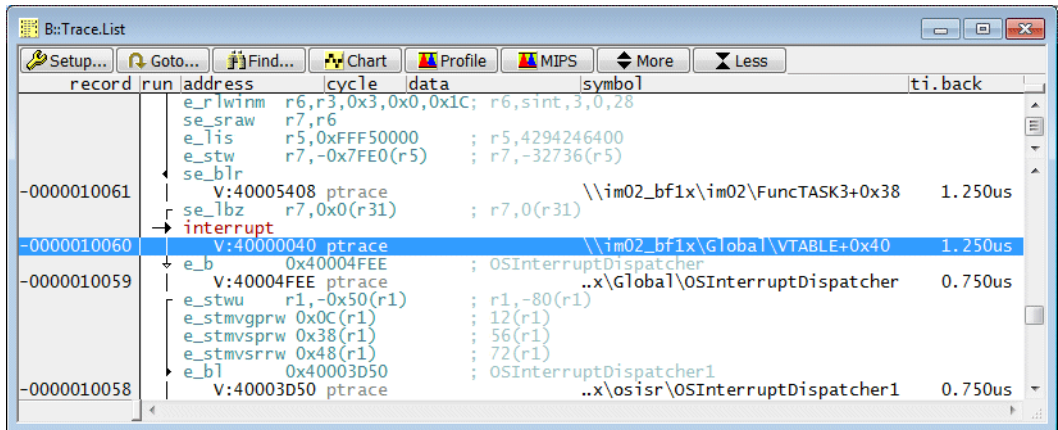 B::Trace.List
Setup... Goto... Find... Chart Profile MIPS More Less
record run address cycle data symbol ti.back
e_rlwinm r6,r3,0x3,0x0,0x1C; r6,sint,3,0,28
se_sraw r7,r6
e_lis r5,0xFFF50000 ; r5,4294246400
e_stw r7,-0x7FE0(r5) ; r7,-32736(r5)
se_blr
-0000010061 V:40005408 ptrace \\im02_bf1x\im02\FuncTASK3+0x38 1.250us
se_lbz r7,0x0(r31) ; r7,0(r31)
interrupt
-0000010060 V:40000040 ptrace \\im02_bf1x\Global\VTABLE+0x40 1.250us
e_b 0x40004FEE ; OSInterruptDispatcher
-0000010059 V:40004FEE ptrace ..x\Global\OSInterruptDispatcher 0.750us
e_stwu r1,-0x50(r1) ; r1,-80(r1)
e_stmvgprw 0x0C(r1) ; 12(r1)
e_stmvsprw 0x38(r1) ; 56(r1)
e_stmvsrrw 0x48(r1) ; 72(r1)
e_bl 0x40003D50 ; OSInterruptDispatcher1
-0000010058 V:40003D50 ptrace ..x\osisr\OSInterruptDispatcher1 0.750us